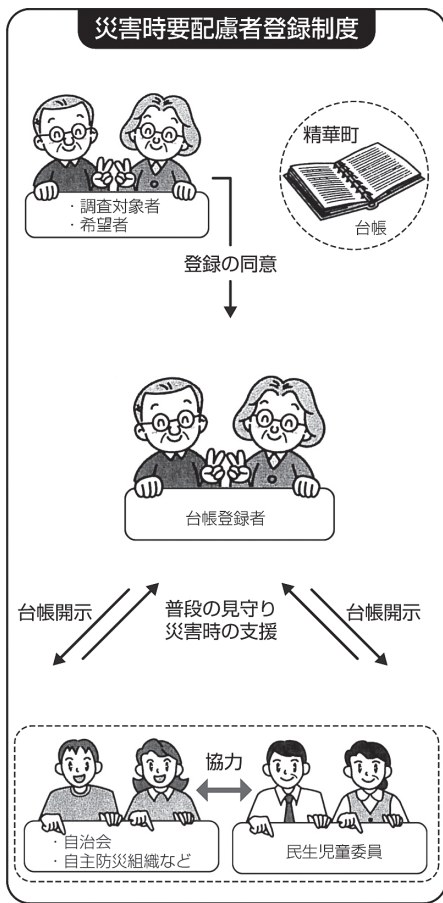 災害時要配慮者登録制度
精華町
台帳
・調査対象者
・希望者
登録の同意
台帳登録者
台帳開示
普段の見守り
災害時の支援
台帳開示
協力
・自治会
・自主防災組織など
民生児童委員